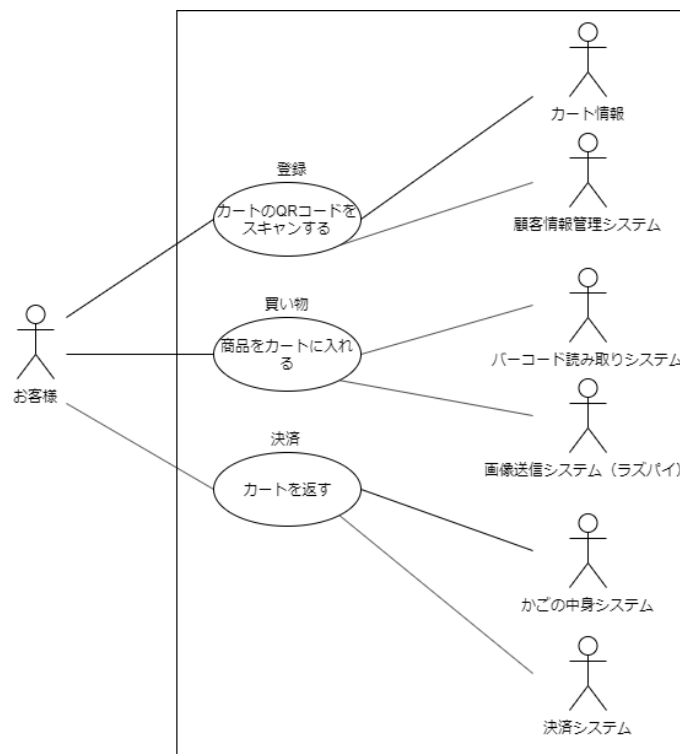 カート情報
登録
カートのQRコードを
スキャンする
顧客情報管理システム
買い物
商品をカートに入れ
る
バーコード読み取りシステム
お客様
決済
カートを返す
画像送信システム（ラズパイ）
かごの中身システム
決済システム